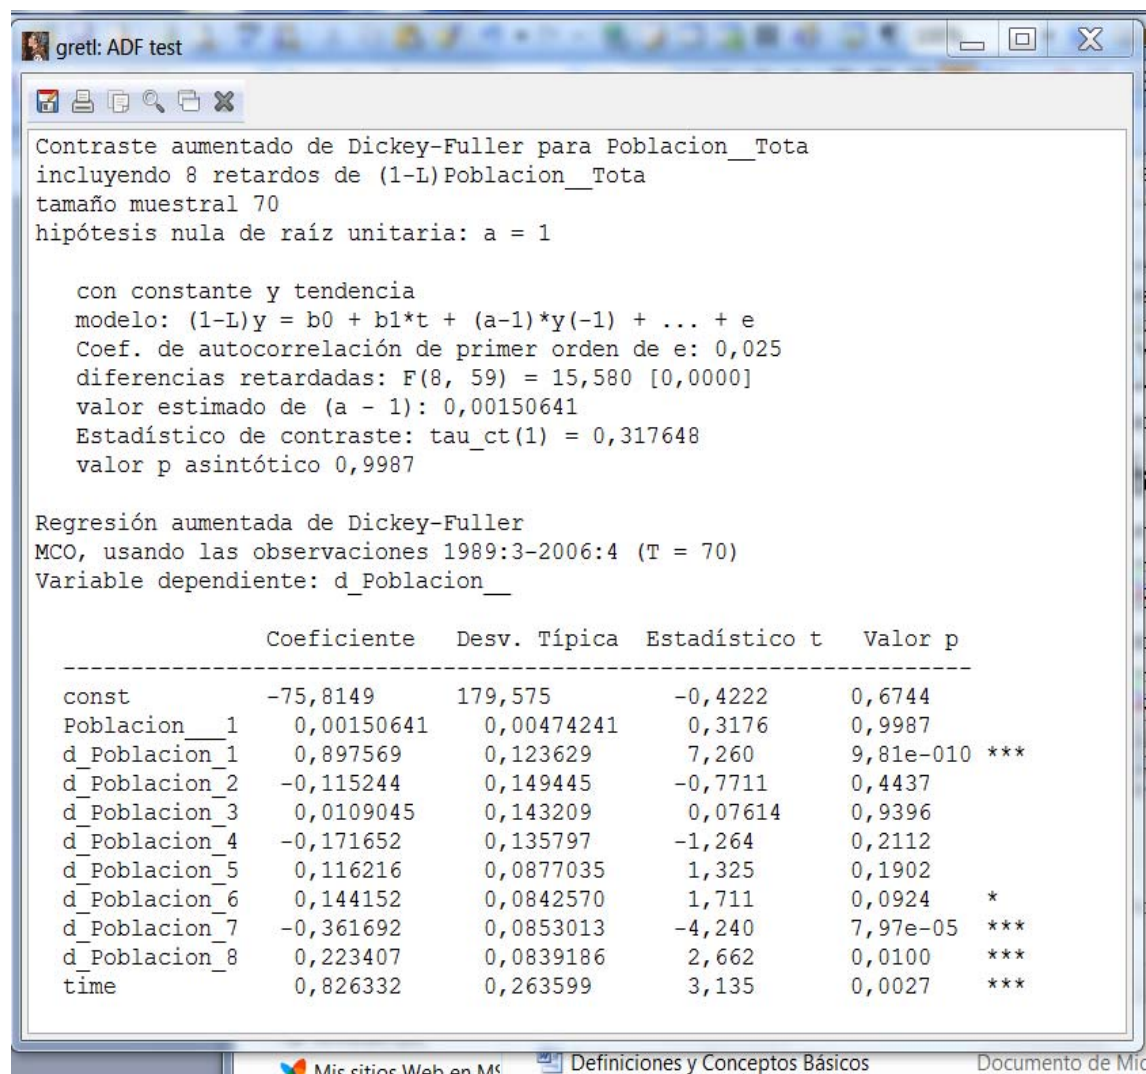 gretl: ADF test
Contraste aumentado de Dickey-Fuller para Poblacion__Tota
incluyendo 8 retardos de (1-L)Poblacion__Tota
tamaño muestral 70
hipótesis nula de raíz unitaria: a = 1
con constante y tendencia
modelo: (1-L)y = b0 + b1*t + (a-1)*y(-1) + ... + e
Coef. de autocorrelación de primer orden de e: 0,025
diferencias retardadas: F(8, 59) = 15,580 [0,0000]
valor estimado de (a - 1): 0,00150641
Estadístico de contraste: tau_ct(1) = 0,317648
valor p asintótico 0,9987
Regresión aumentada de Dickey-Fuller
MCO, usando las observaciones 1989:3-2006:4 (T = 70)
Variable dependiente: d_Poblacion__
Coeficiente Desv. Típica Estadístico t Valor p
-------------------------------------------------------------------
const -75,8149 179,575 -0,4222 0,6744
Poblacion___1 0,00150641 0,00474241 0,3176 0,9987
d_Poblacion_1 0,897569 0,123629 7,260 9,81e-010 ***
d_Poblacion_2 -0,115244 0,149445 -0,7711 0,4437
d_Poblacion_3 0,0109045 0,143209 0,07614 0,9396
d_Poblacion_4 -0,171652 0,135797 -1,264 0,2112
d_Poblacion_5 0,116216 0,0877035 1,325 0,1902
d_Poblacion_6 0,144152 0,0842570 1,711 0,0924 *
d_Poblacion_7 -0,361692 0,0853013 -4,240 7,97e-05 ***
d_Poblacion_8 0,223407 0,0839186 2,662 0,0100 ***
time 0,826332 0,263599 3,135 0,0027 ***
Mis sitios Web en Definiciones y Conceptos Básicos Documento de